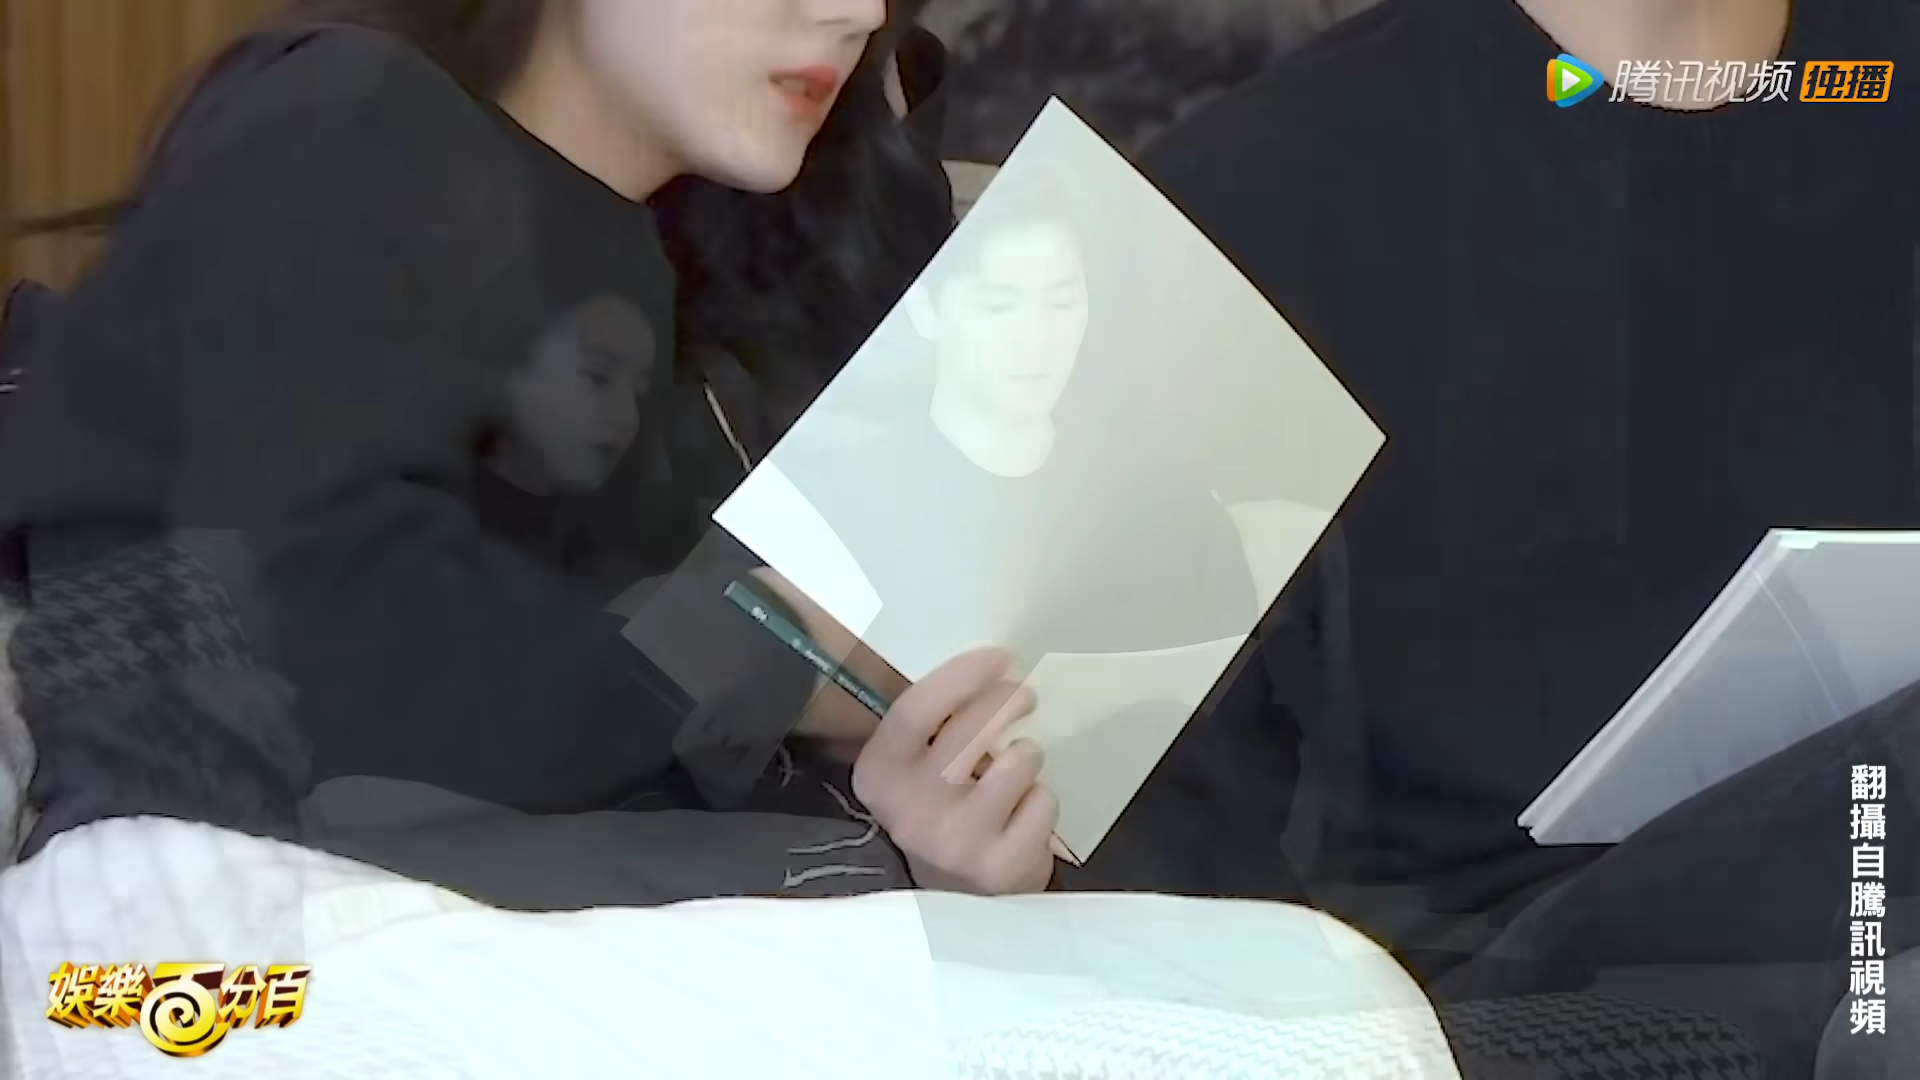 腾讯视频 独播
翻攝自騰訊視頻
娛樂百分百